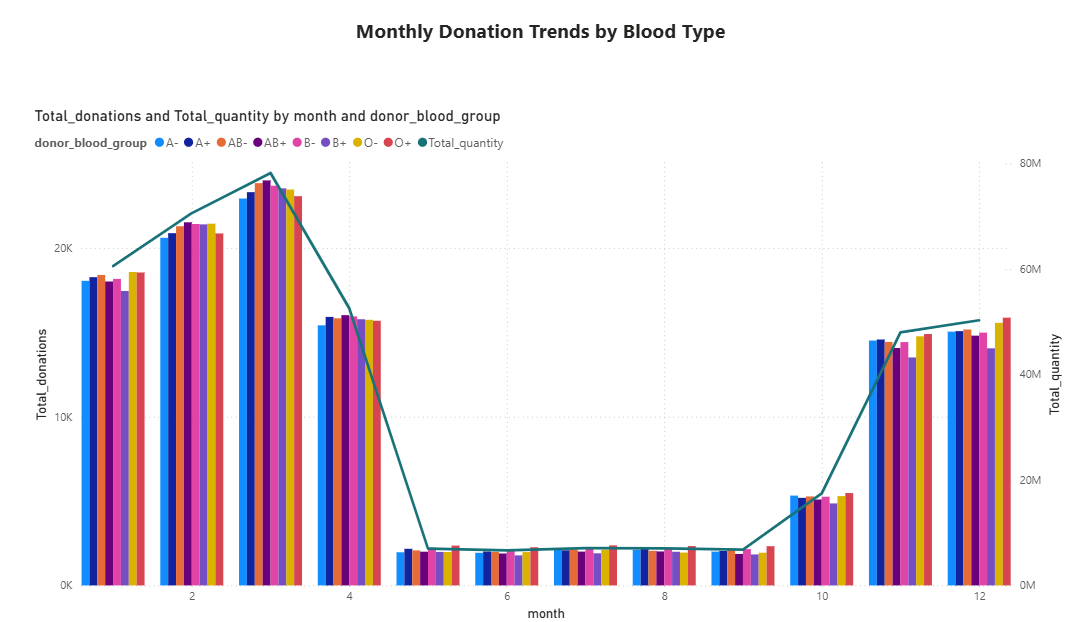 Monthly Donation Trends by Blood Type
Total_donations and Total_quantity by month and donor_blood_group
donor_blood_group A- A+ AB- AB+ B- B+ O- O+ Total_quantity
80M
20K
60M
Total_donations
Total_quantity
40M
10K
20M
0K
0M
2 4 6 8 10 12
month